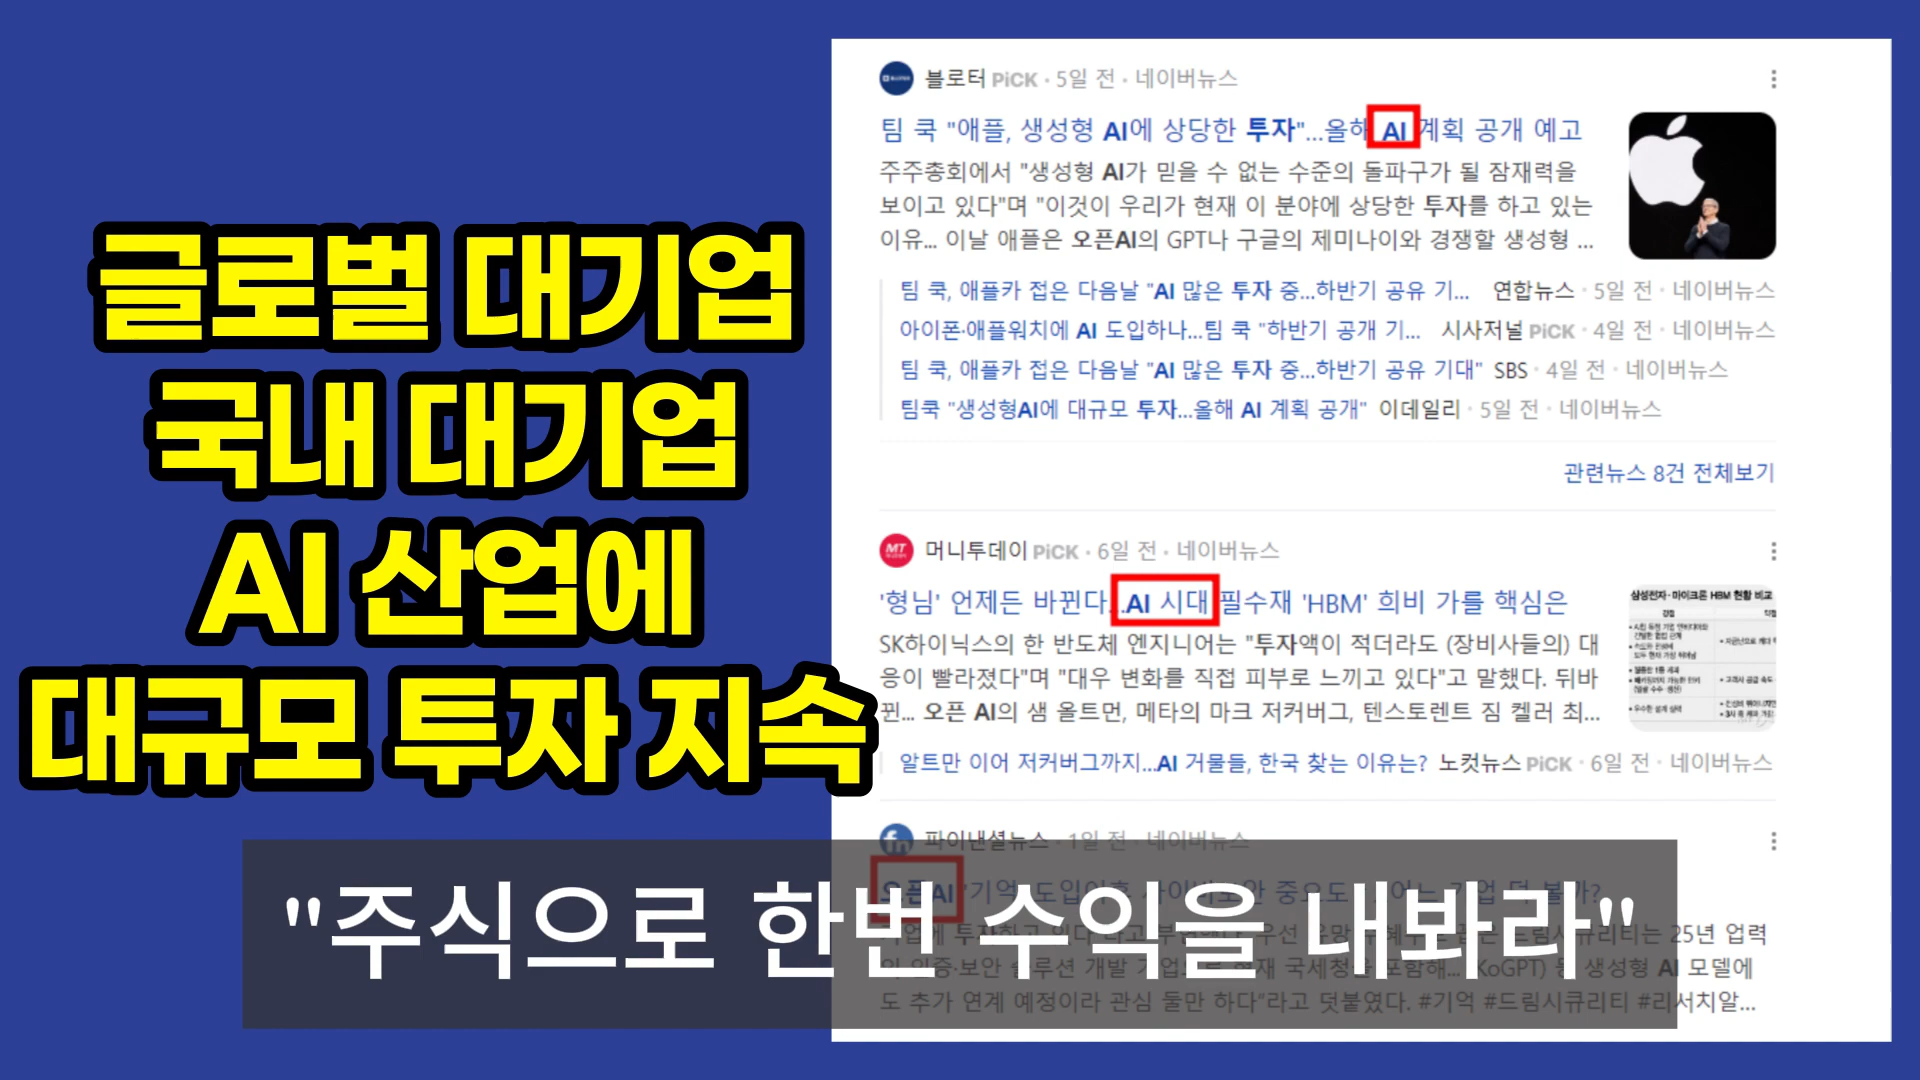 글로벌 대기업
국내 대기업
AI 산업에
대규모 투자 지속
블로터 PiCK · 5일 전 · 네이버뉴스
팀 쿡 "애플, 생성형 AI에 상당한 투자"...올해 AI 계획 공개 예고
주주총회에서 "생성형 AI가 믿을 수 없는 수준의 돌파구가 될 잠재력을
보이고 있다"며 "이것이 우리가 현재 이 분야에 상당한 투자를 하고 있는
이유... 이날 애플은 오픈AI의 GPT나 구글의 제미나이와 경쟁할 생성형 ...
팀 쿡, 애플카 접은 다음날 "AI 많은 투자 중...하반기 공유 기... 연합뉴스 · 5일 전 · 네이버뉴스
아이폰·애플워치에 AI 도입하나...팀 쿡 "하반기 공개 기... 시사저널 PiCK · 4일 전 · 네이버뉴스
팀 쿡, 애플카 접은 다음날 "AI 많은 투자 중...하반기 공유 기대" SBS · 4일 전 · 네이버뉴스
팀쿡 "생성형AI에 대규모 투자...올해 AI 계획 공개" 이데일리 · 5일 전 · 네이버뉴스
관련뉴스 8건 전체보기
MT
머니투데이 PiCK · 6일 전 · 네이버뉴스
'형님' 언제든 바뀐다...AI 시대 필수재 'HBM' 희비 가를 핵심은
SK하이닉스의 한 반도체 엔지니어는 "투자액이 적더라도 (장비사들의) 대
응이 빨라졌다"며 "대우 변화를 직접 피부로 느끼고 있다"고 말했다. 뒤바
뀐... 오픈 AI의 샘 올트먼, 메타의 마크 저커버그, 텐스토렌트 짐 켈러 최...
삼성전자·마이크론 HBM 현황 비교
알트만 이어 저커버그까지...AI 거물들, 한국 찾는 이유는? 노컷뉴스 PiCK · 6일 전 · 네이버뉴스
fn
파이낸셜뉴스 · 1일 전 · 네이버뉴스
오픈AI '기억' 도입이후 사이버보안 중요도
25년 업력
생성형 AI 모델에
도 추가 연계 예정이라 관심 둘만 하다"라고 덧붙였다. #기억 #드림시큐리티 #리서치알...
"주식으로 한번 수익을 내봐라"